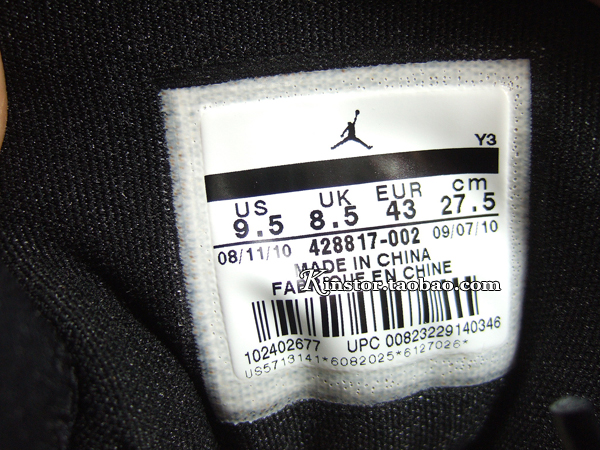 Y3
US UK EUR cm
9.5 8.5 43 27.5
08/11/10 428817-002 09/07/10
MADE IN CHINA
FABRIQUE EN CHINE
Kinstor.taobao.com
102402677 UPC 00823229140346
US5713141*6082025*6127026*